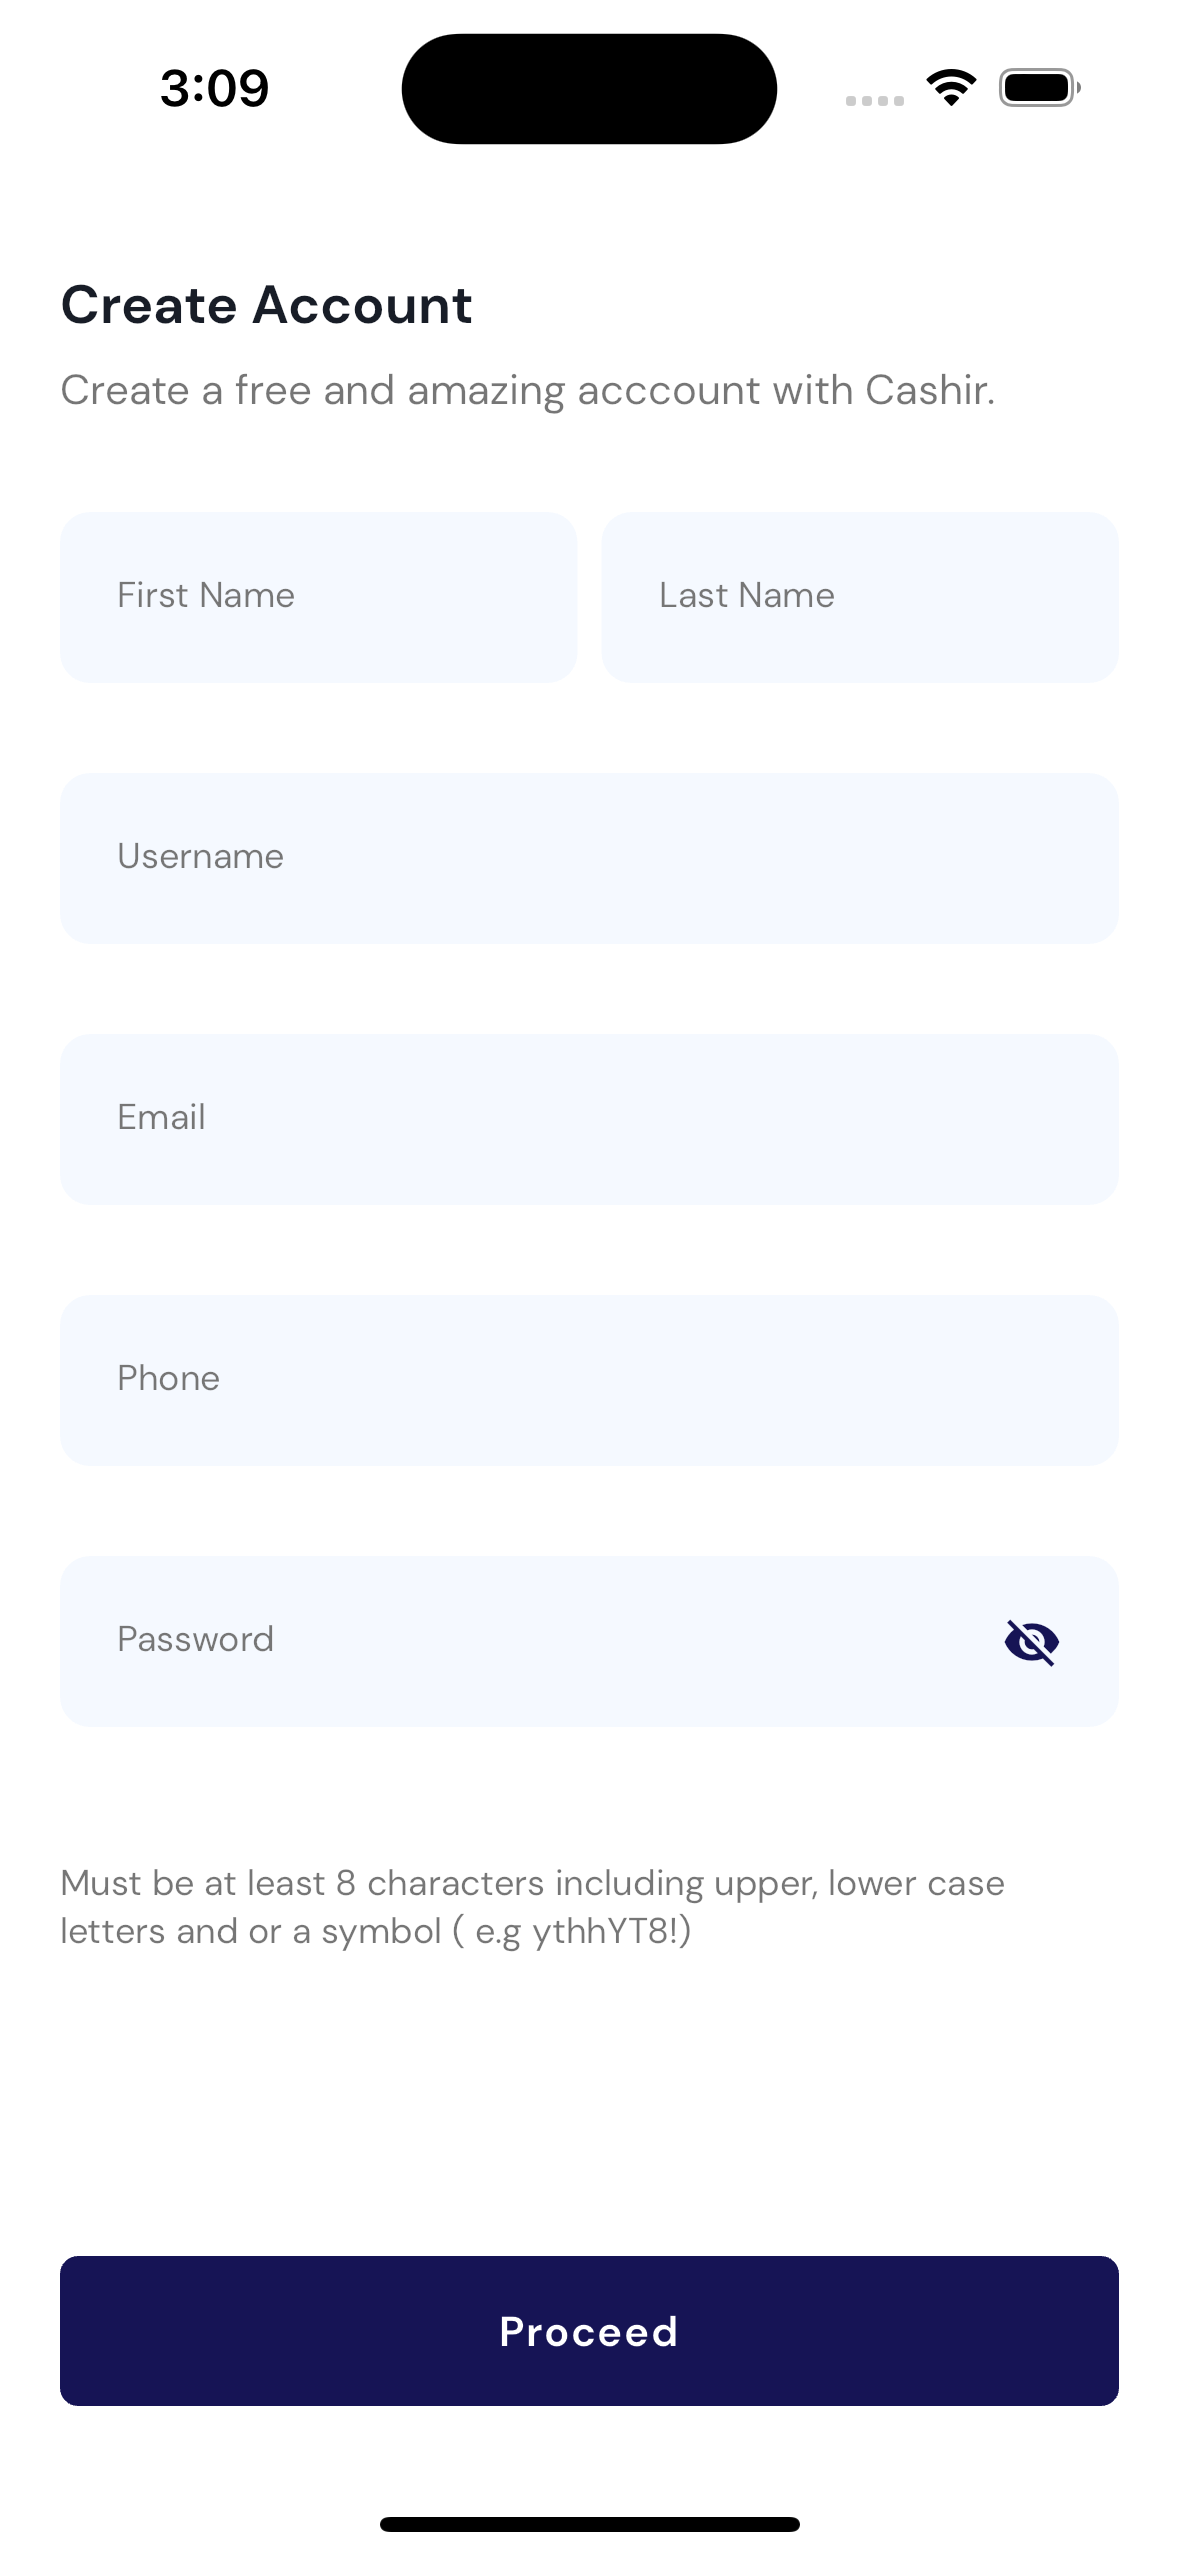 3:09
Create Account
Create a free and amazing acccount with Cashir.
First Name
Last Name
Username
Email
Phone
Password
Must be at least 8 characters including upper, lower case
letters and or a symbol ( e.g ythhYT8!)
Proceed